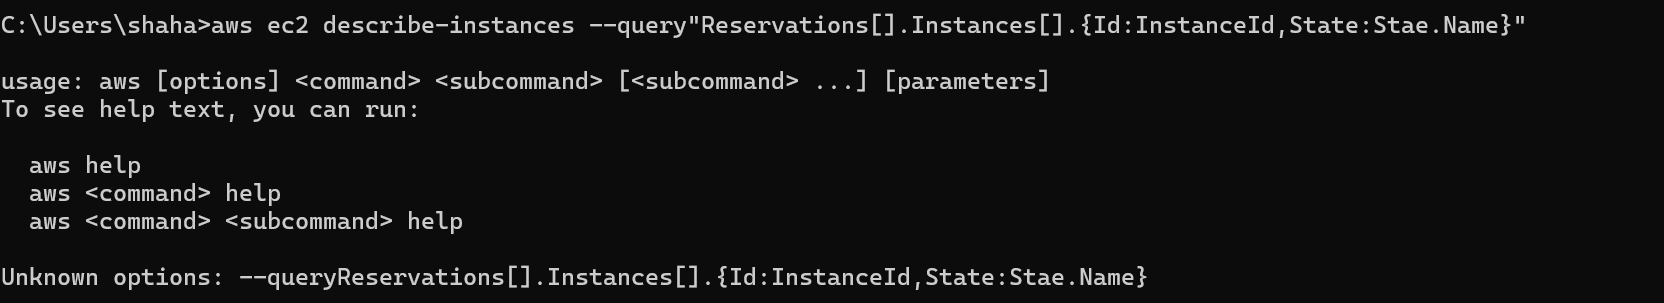 C:\Users\shaha>aws ec2 describe-instances --query"Reservations[].Instances[].{Id:InstanceId,State:Stae.Name}"
usage: aws [options] <command> <subcommand> [<subcommand> ...] [parameters]
To see help text, you can run:
aws help
aws <command> help
aws <command> <subcommand> help
Unknown options: --queryReservations[].Instances[].{Id:InstanceId,State:Stae.Name}